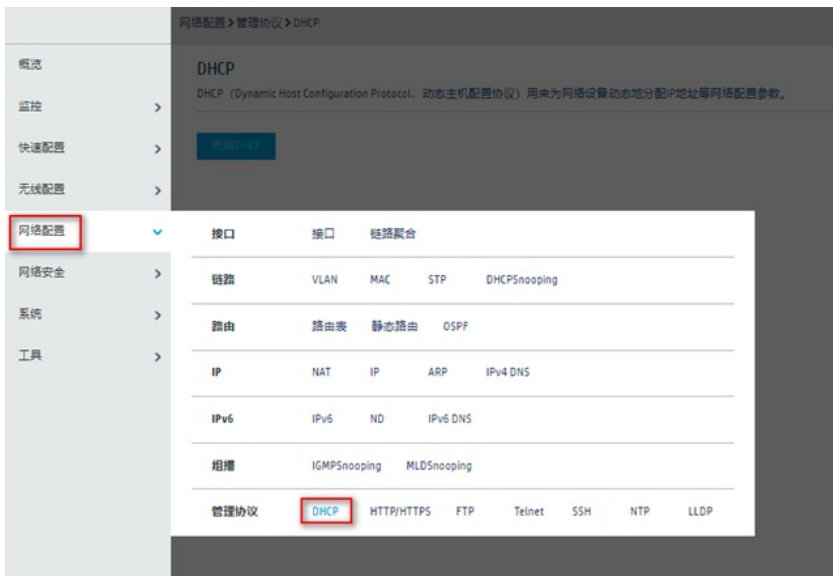 网络配置>管理协议>DHCP
DHCP
DHCP（Dynamic Host Configuration Protocol，动态主机配置协议）用来为网络设备动态地分配IP地址等网络配置参数。
启用DHCP
概览
监控
快速配置
无线配置
网络配置
网络安全
系统
工具
接口 接口 链路聚合
链路 VLAN MAC STP DHCPSnooping
路由 路由表 静态路由 OSPF
IP NAT IP ARP IPv4 DNS
IPv6 IPv6 ND IPv6 DNS
组播 IGMPSnooping MLDSnooping
管理协议 DHCP HTTP/HTTPS FTP Telnet SSH NTP LLDP